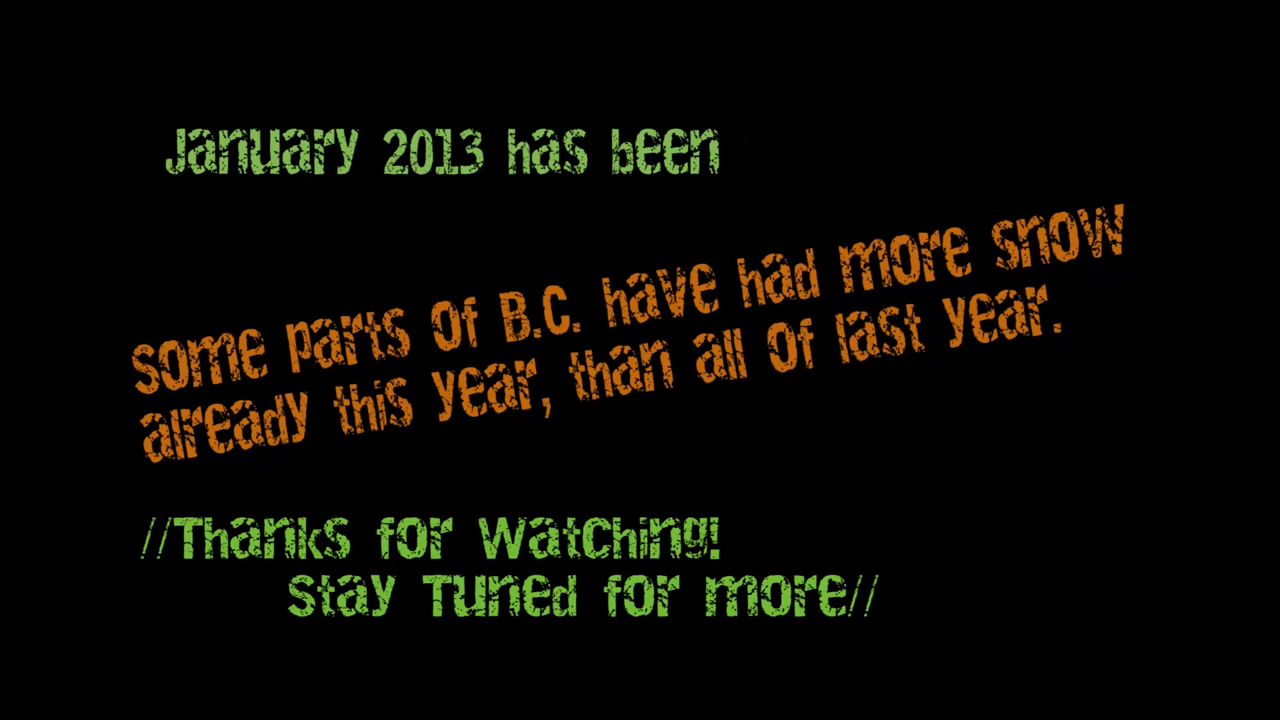 January 2013 has been
some parts of B.C. have had more snow
already this year, than all of last year.
//Thanks for watching!
Stay Tuned for more//